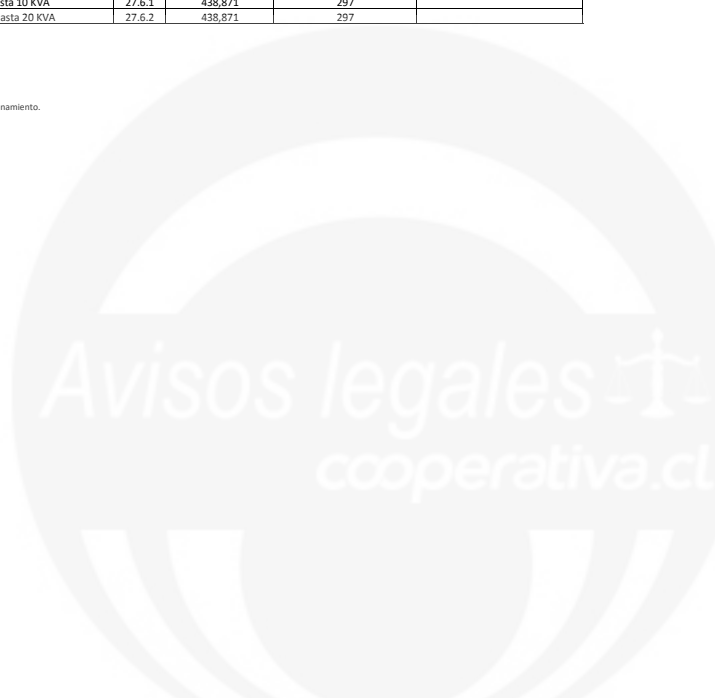 sta 10 KVA 27.6.1 438,871 297
asta 20 KVA 27.6.2 438,871 297
namiento.
Avisos legales
cooperativa.cl